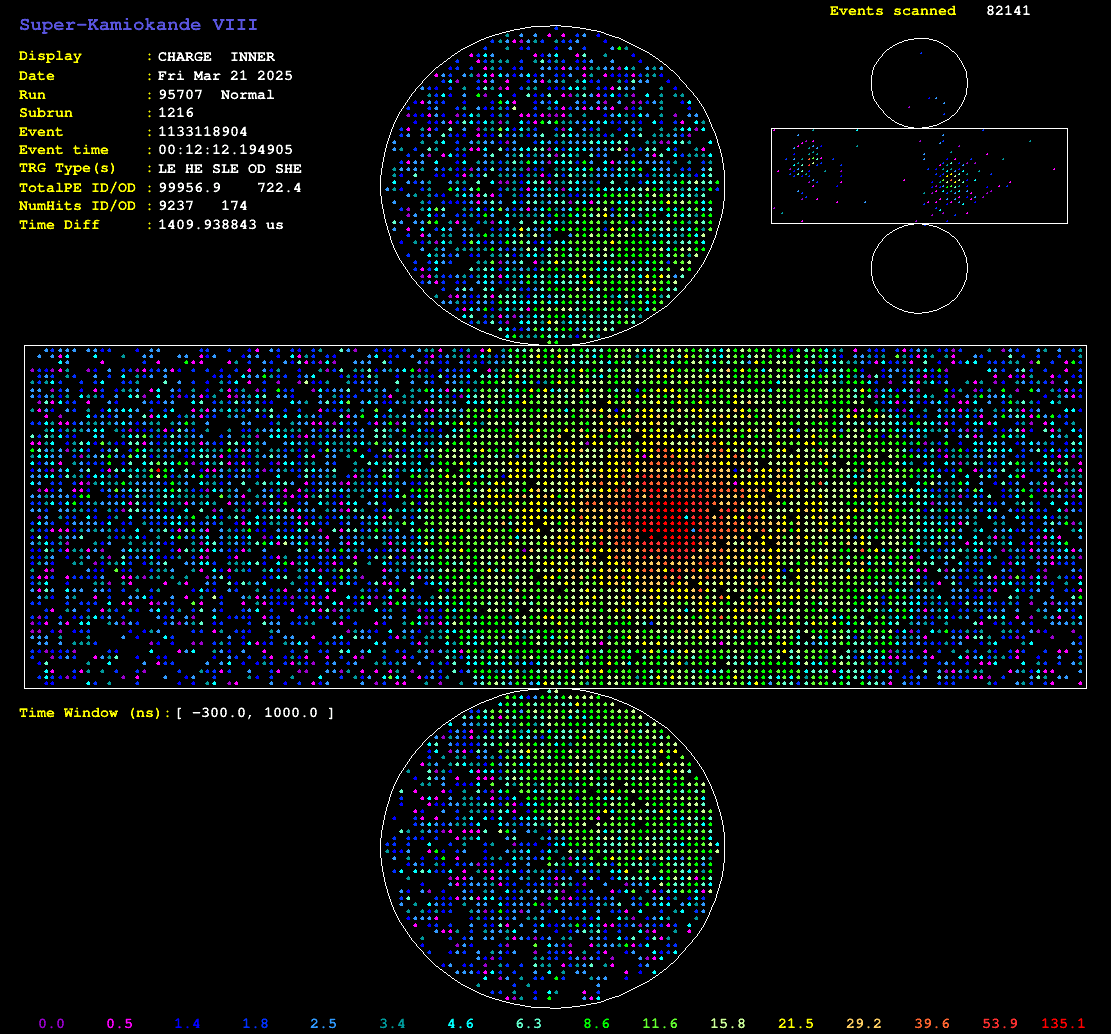 Super-Kamiokande VIII
Display : CHARGE INNER
Date : Fri Mar 21 2025
Run : 95707 Normal
Subrun : 1216
Event : 1133118904
Event time : 00:12:12.194905
TRG Type(s) : LE HE SLE OD SHE
TotalPE ID/OD : 99956.9 722.4
NumHits ID/OD : 9237 174
Time Diff : 1409.938843 us
Events scanned 82141
Time Window (ns):[ -300.0, 1000.0 ]
0.0 0.5 1.4 1.8 2.5 3.4 4.6 6.3 8.6 11.6 15.8 21.5 29.2 39.6 53.9 135.1